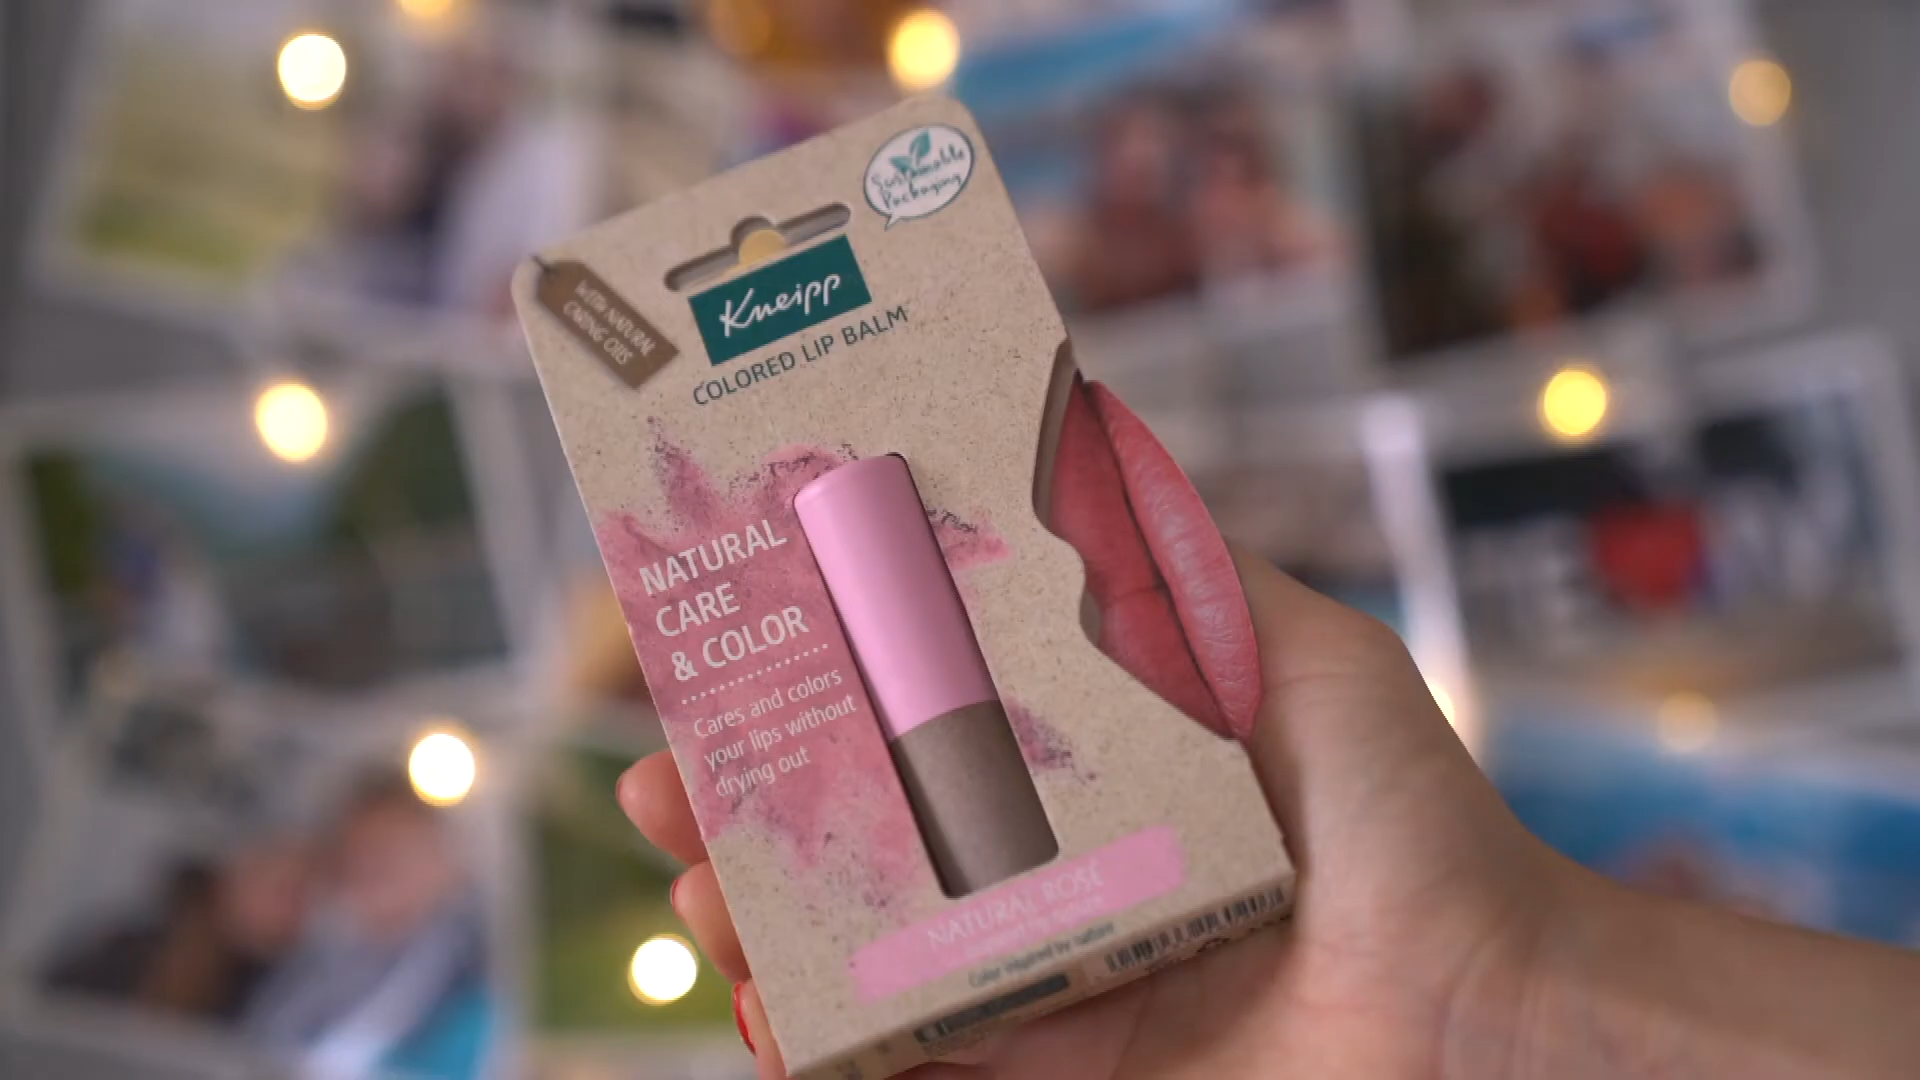 Sustainable
Packaging
WITH NATURAL
CARING OILS
Kneipp
COLORED LIP BALM
NATURAL
CARE
& COLOR
Cares and colors
your lips without
drying out
NATURAL ROSE
Color inspired by nature